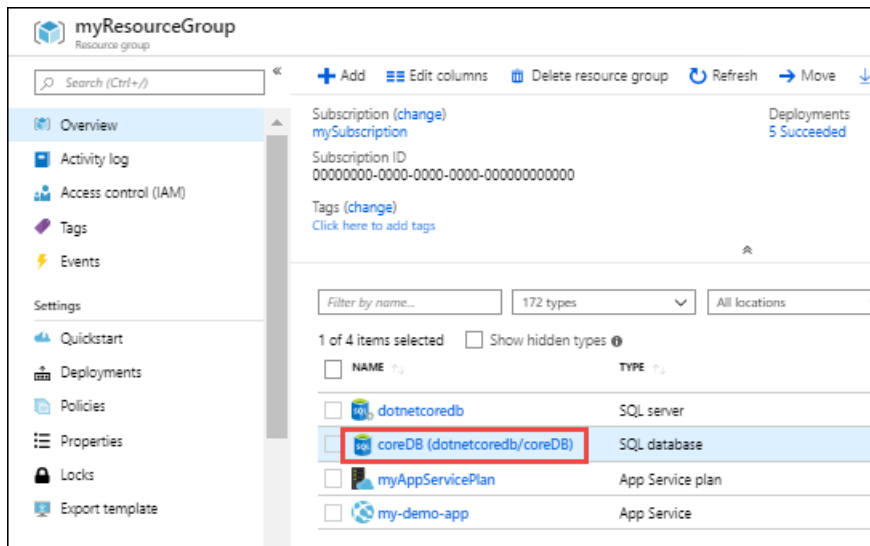 myResourceGroup
Resource group
Search (Ctrl+/)
«
Add Edit columns Delete resource group Refresh Move
Overview
Activity log
Access control (IAM)
Tags
Events
Settings
Quickstart
Deployments
Policies
Properties
Locks
Export template
Subscription (change)
mySubscription
Subscription ID
00000000-0000-0000-0000-000000000000
Tags (change)
Click here to add tags
Deployments
5 Succeeded
Filter by name...
172 types
All locations
1 of 4 items selected Show hidden types
NAME TYPE
dotnetcoredb SQL server
coreDB (dotnetcoredb/coreDB) SQL database
myAppServicePlan App Service plan
my-demo-app App Service